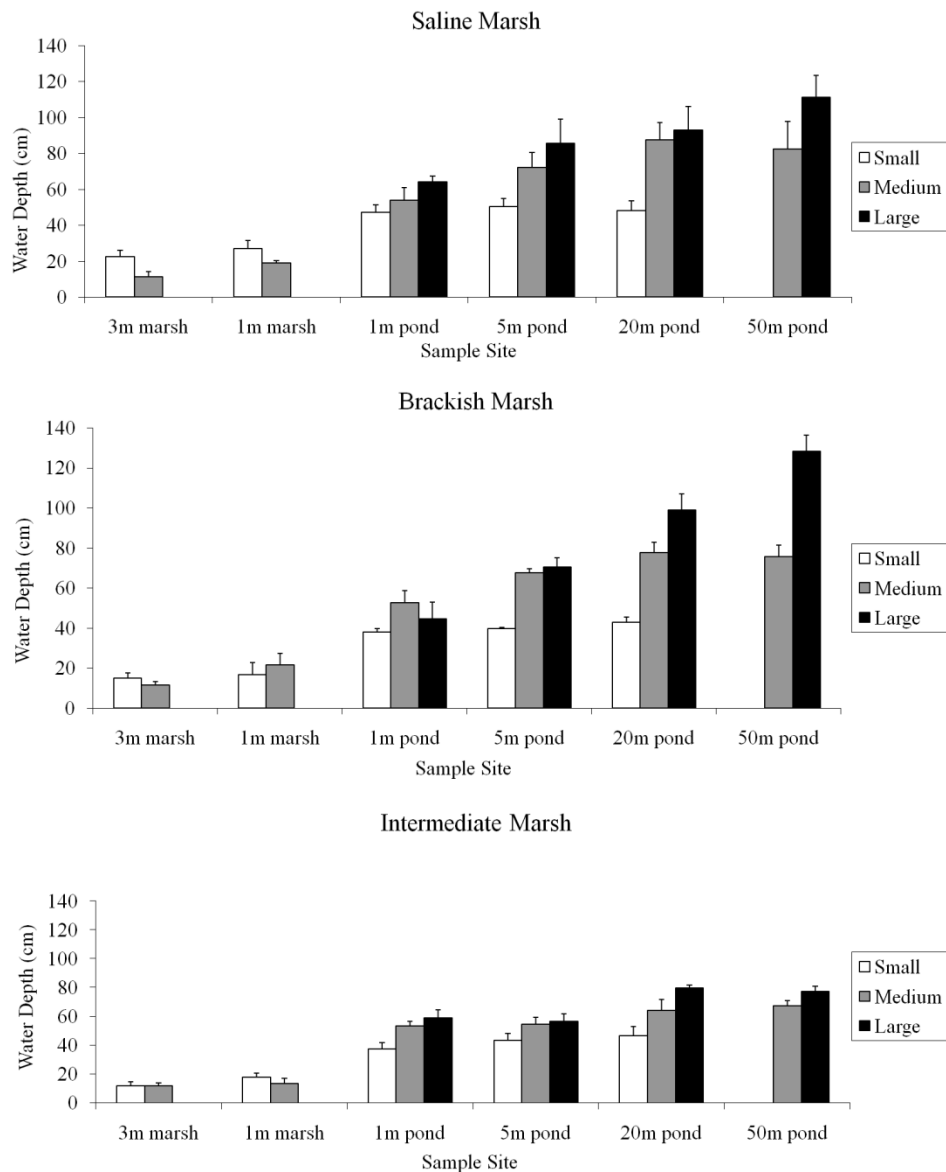 Saline Marsh
140
120
100
80
60
40
20
0
Water Depth (cm)
3m marsh 1m marsh 1m pond 5m pond 20m pond 50m pond
Sample Site
Small
Medium
Large
Brackish Marsh
140
120
100
80
60
40
20
0
Water Depth (cm)
3m marsh 1m marsh 1m pond 5m pond 20m pond 50m pond
Sample Site
Small
Medium
Large
Intermediate Marsh
140
120
100
80
60
40
20
0
Water Depth (cm)
3m marsh 1m marsh 1m pond 5m pond 20m pond 50m pond
Sample Site
Small
Medium
Large